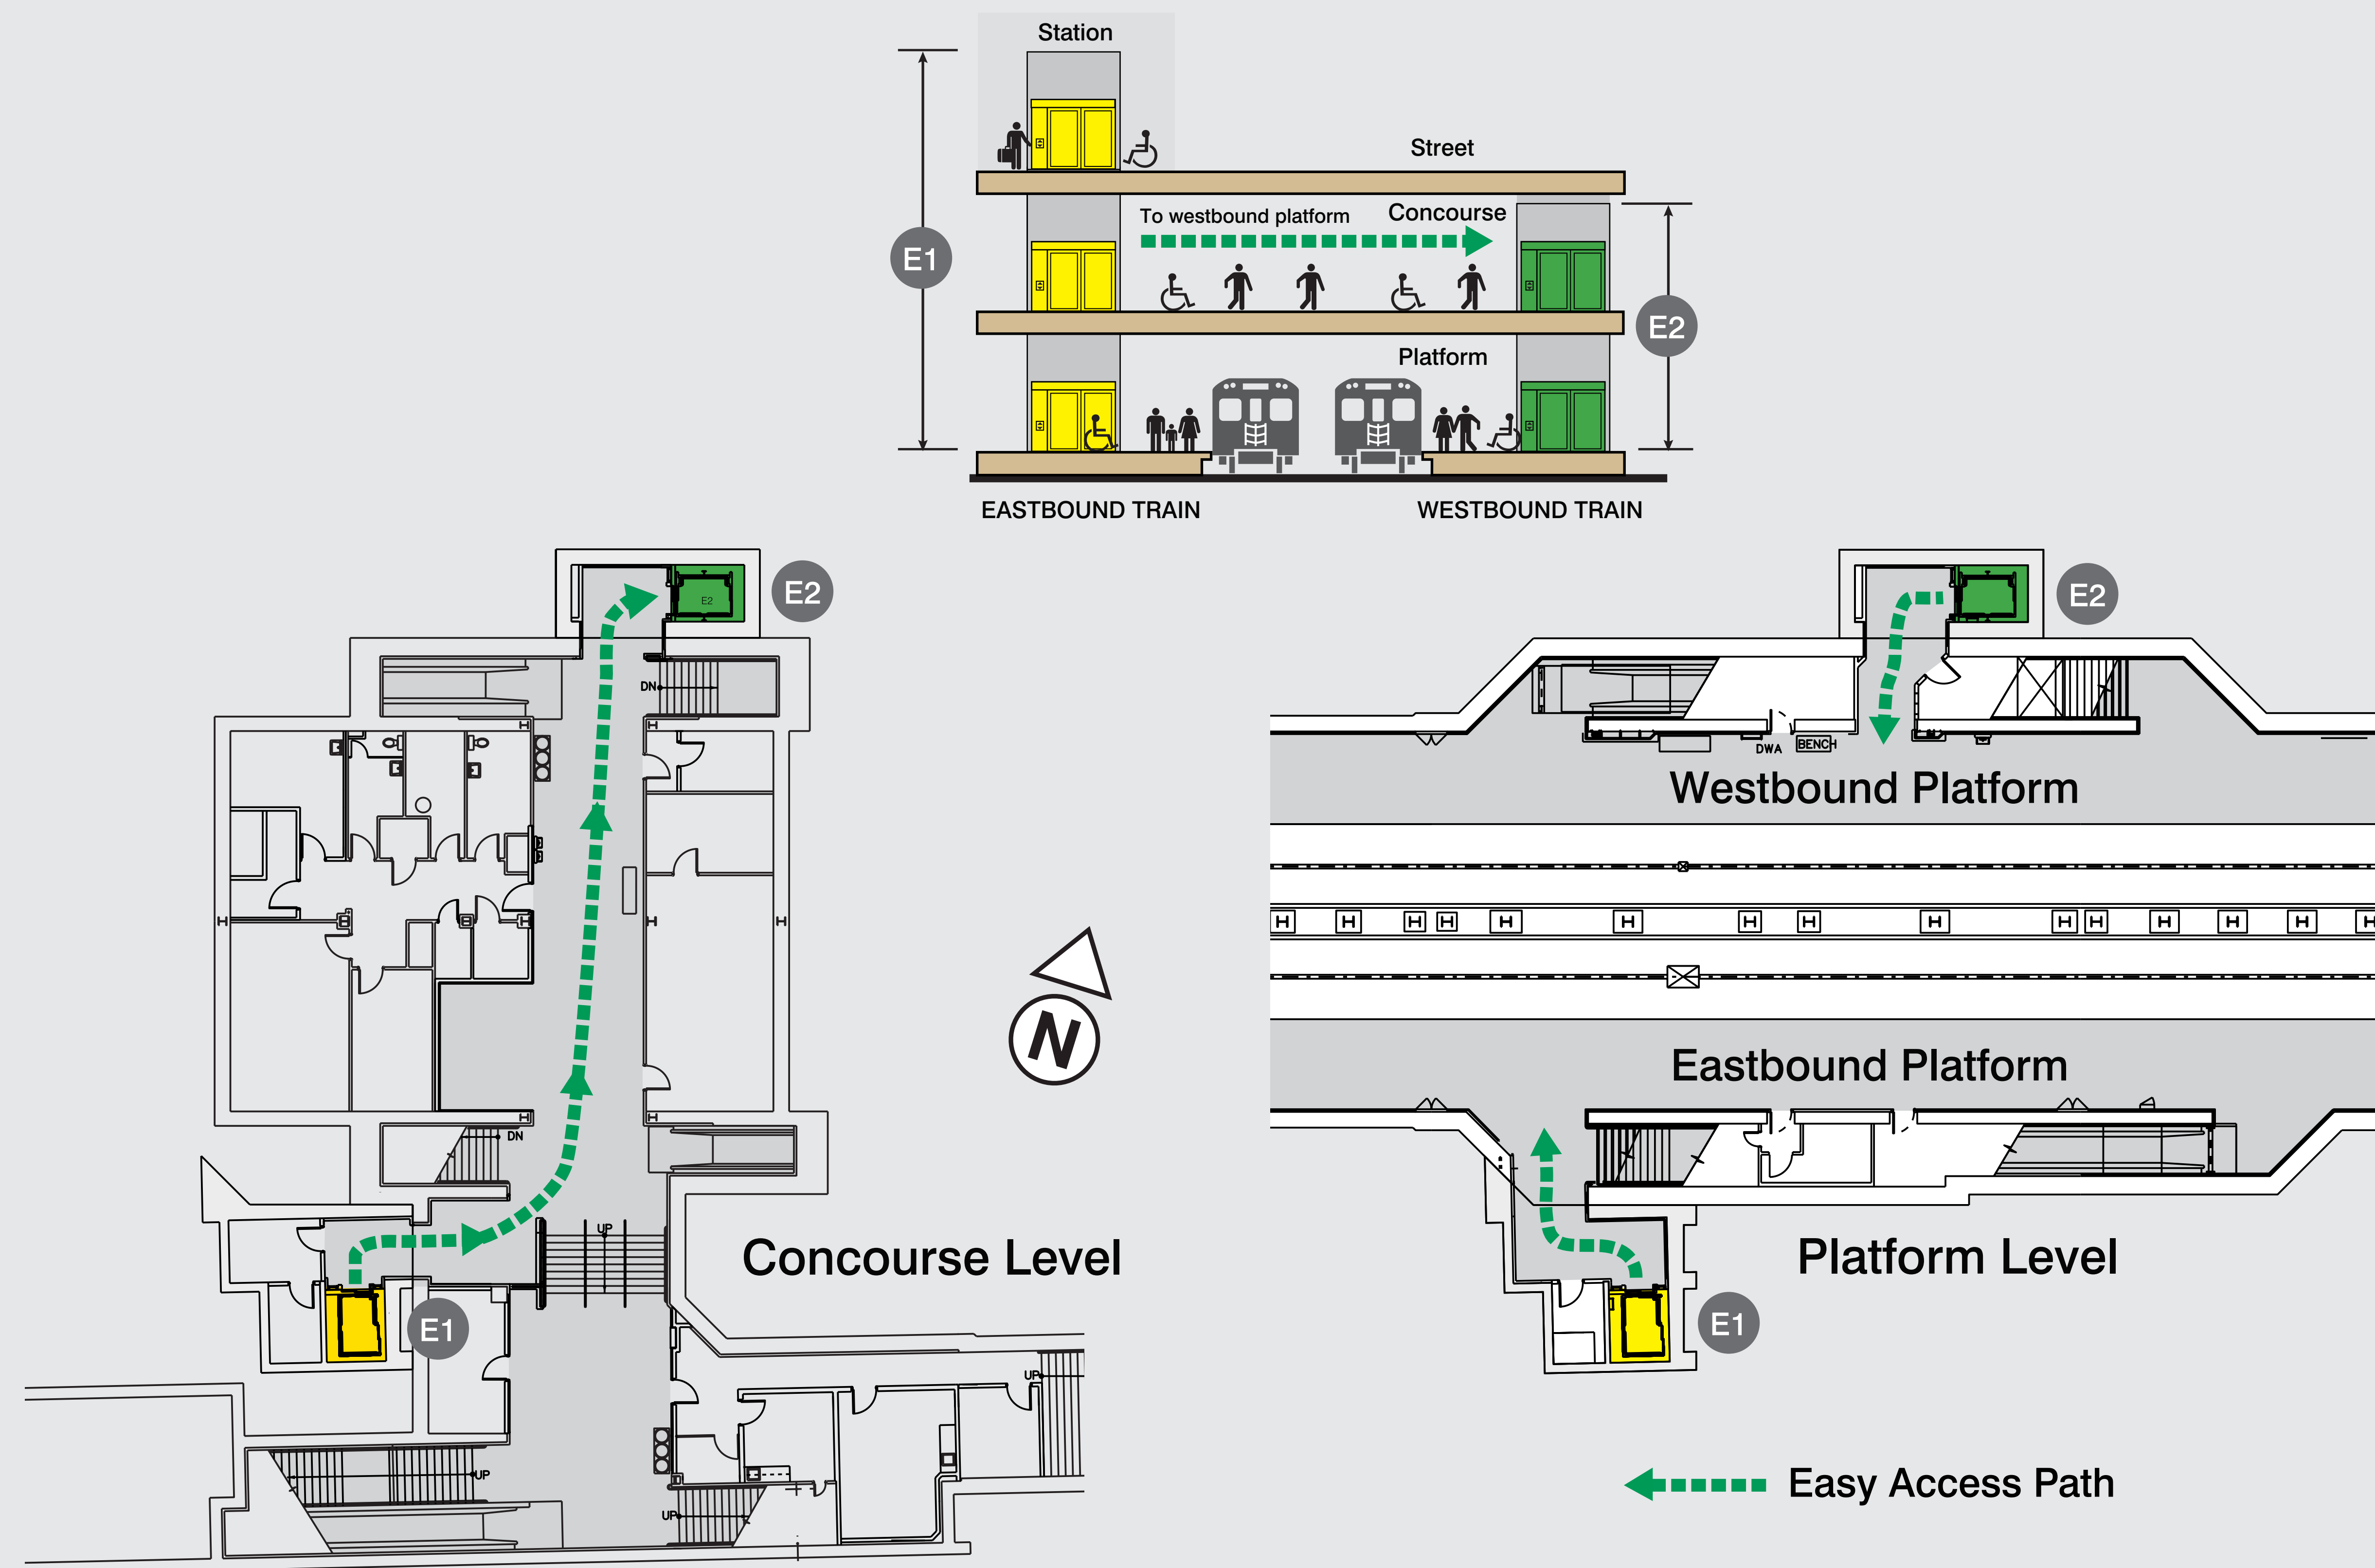 Station
Street
To westbound platform
Concourse
E1
E2
Platform
EASTBOUND TRAIN
WESTBOUND TRAIN
E2
E2
DN
DN
UP
E1
UP
UP
UP
Concourse Level
N
E2
DWA
BENCH
Westbound Platform
H H H H H H H H H H H H H H H
Eastbound Platform
Platform Level
E1
Easy Access Path